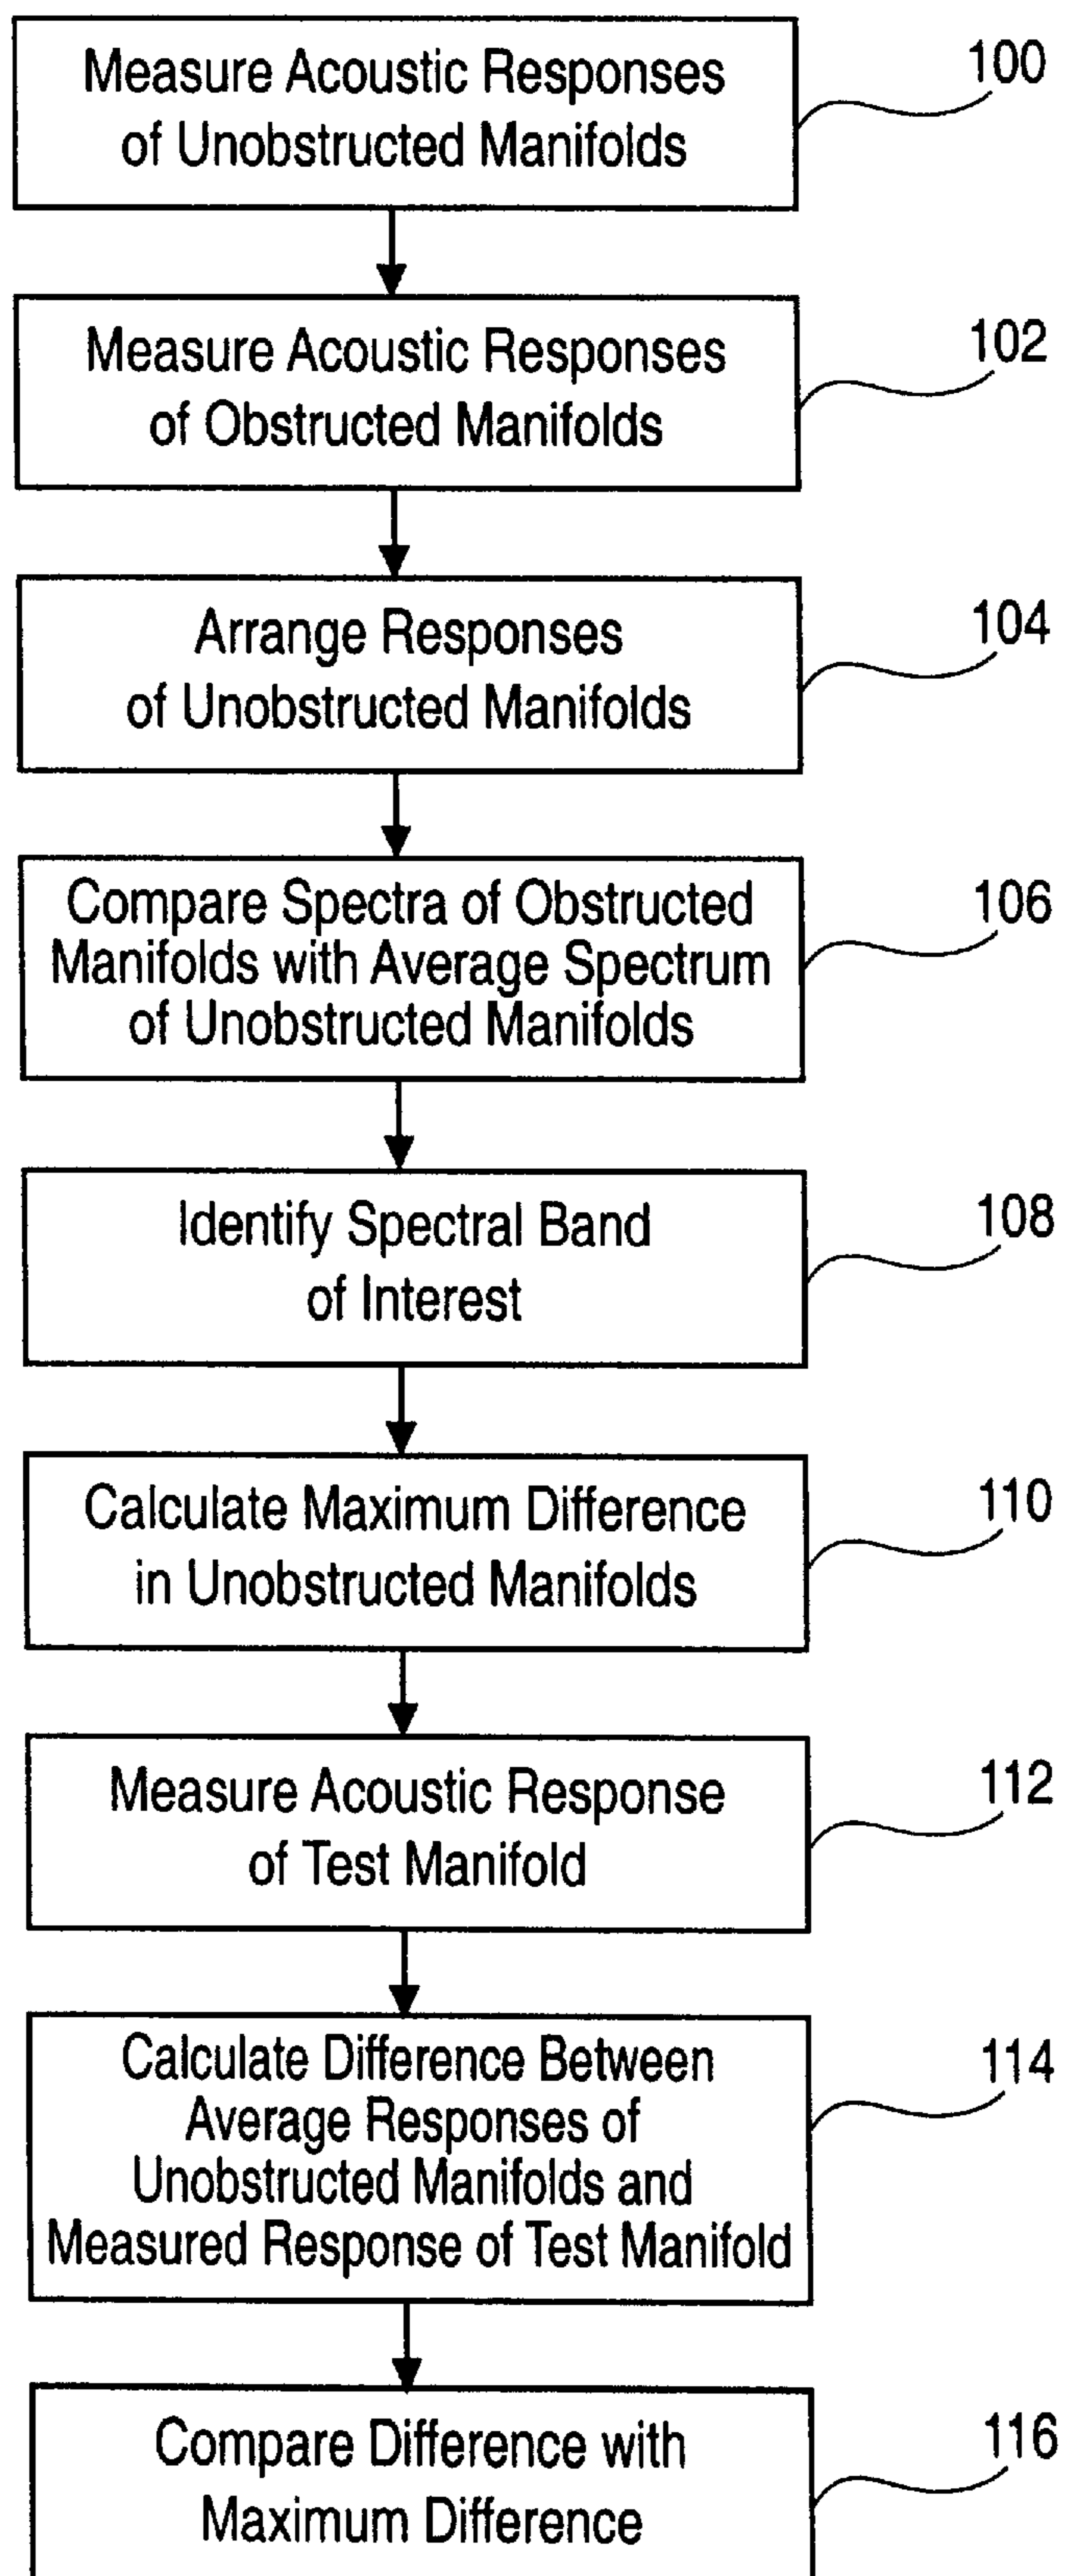 Measure Acoustic Responses
of Unobstructed Manifolds
100
Measure Acoustic Responses
of Obstructed Manifolds
102
Arrange Responses
of Unobstructed Manifolds
104
Compare Spectra of Obstructed
Manifolds with Average Spectrum
of Unobstructed Manifolds
106
Identify Spectral Band
of Interest
108
Calculate Maximum Difference
in Unobstructed Manifolds
110
Measure Acoustic Response
of Test Manifold
112
Calculate Difference Between
Average Responses of
Unobstructed Manifolds and
Measured Response of Test Manifold
114
Compare Difference with
Maximum Difference
116